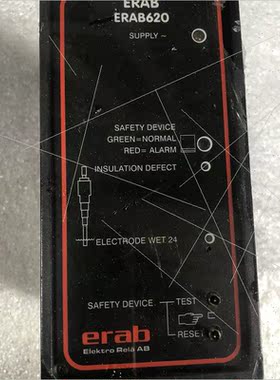 ERAB
ERAB620
SUPPLY ~
SAFETY DEVICE
GREEN=NORMAL
RED=ALARM
INSULATION DEFECT
ELECTRODE WET 24
SAFETY DEVICE
TEST
RESET
erab
Elektro Relä AB